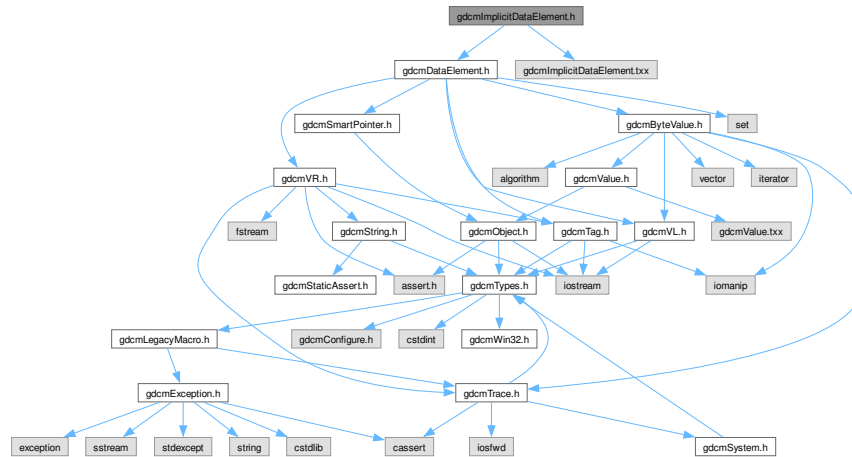 gdcmImplicitDataElement.h
gdcmDataElement.h
gdcmImplicitDataElement.txx
gdcmSmartPointer.h
gdcmByteValue.h
set
gdcmVR.h
algorithm
gdcmValue.h
vector
iterator
fstream
gdcmString.h
gdcmObject.h
gdcmTag.h
gdcmVL.h
gdcmValue.txx
gdcmStaticAssert.h
assert.h
gdcmTypes.h
iostream
iomanip
gdcmLegacyMacro.h
gdcmConfigure.h
cstdint
gdcmWin32.h
gdcmException.h
gdcmTrace.h
exception
sstream
stdexcept
string
cstdlib
cassert
iosfwd
gdcmSystem.h